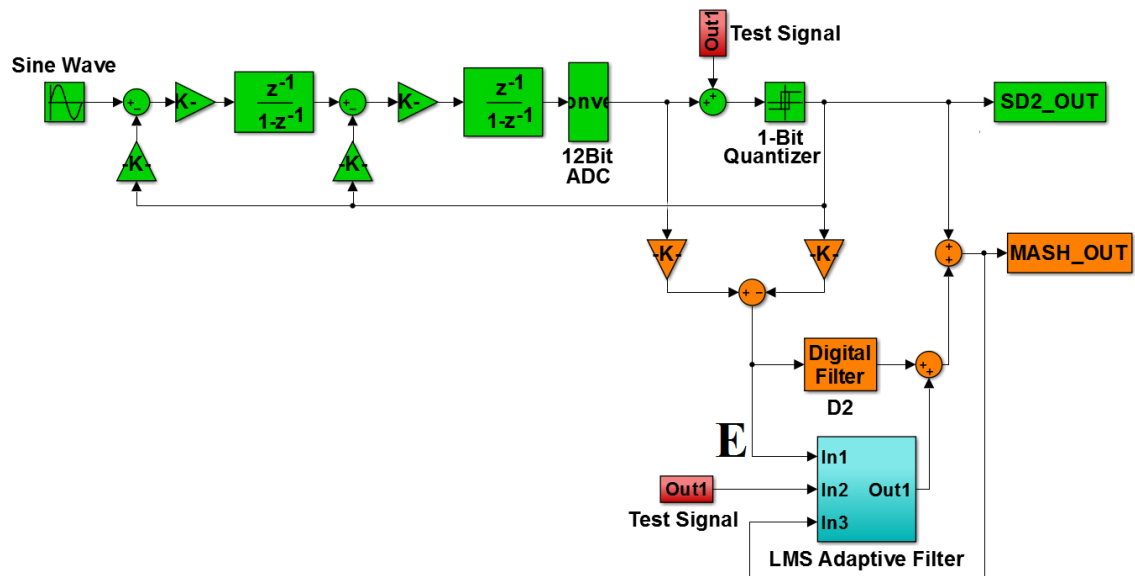 Sine Wave
+
−
K-
z-1
1-z-1
+
−
K-
z-1
1-z-1
onve
12Bit
ADC
Out1
Test Signal
+
+
1-Bit
Quantizer
SD2_OUT
-K-
-K-
-K-
-K-
+ −
+
+
MASH_OUT
Digital
Filter
D2
+
+
E
In1
In2
In3
Out1
Out1
Test Signal
LMS Adaptive Filter